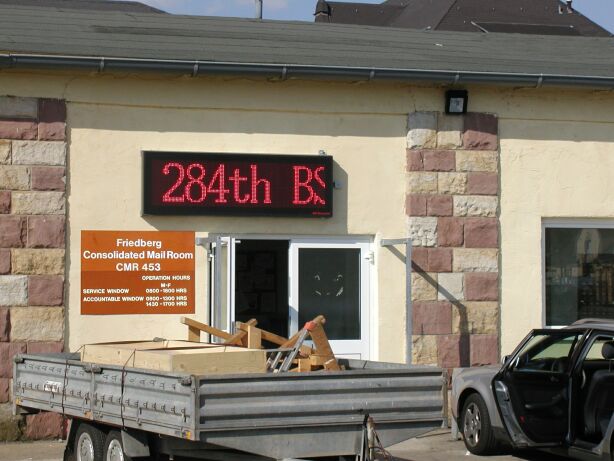 284th BS
Friedberg
Consolidated Mail Room
CMR 453
OPERATION HOURS
M-F
SERVICE WINDOW 0800-1800 HRS
ACCOUNTABLE WINDOW 0800-1300 HRS
1430 -1700 HRS